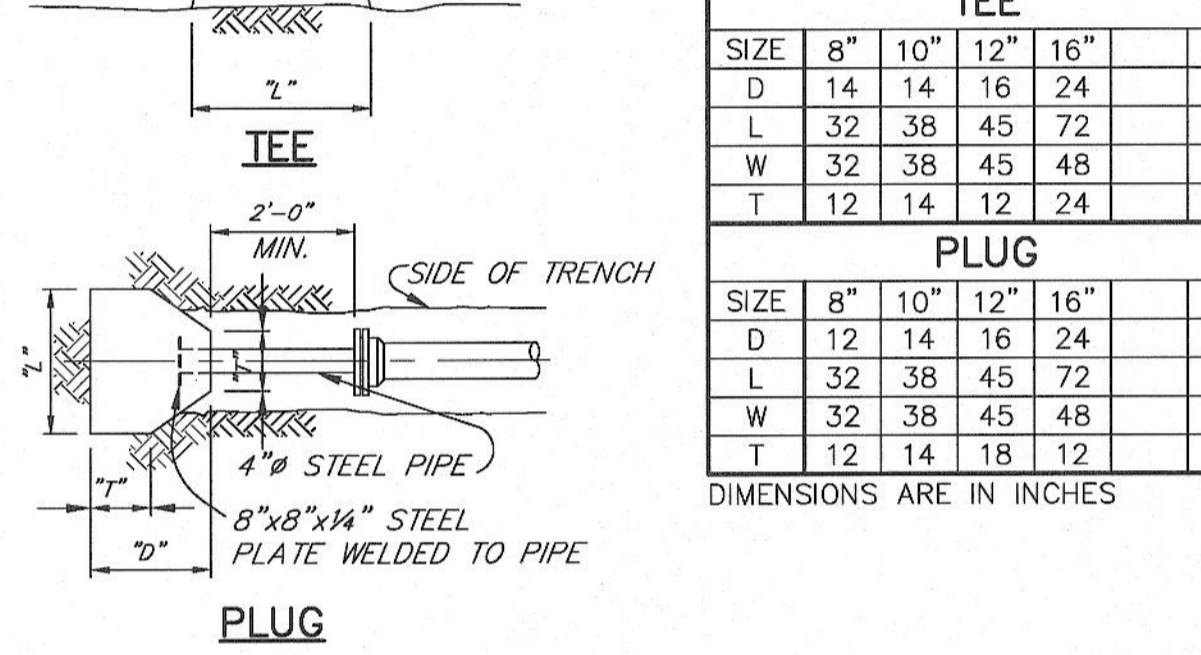 "L"
TEE
2'-0"
MIN.
SIDE OF TRENCH
"L"
"T"
4"ø STEEL PIPE
"T"
8"x8"x1/4" STEEL
"D"
PLATE WELDED TO PIPE
PLUG
TEE
SIZE 8" 10" 12" 16"
D 14 14 16 24
L 32 38 45 72
W 32 38 45 48
T 12 14 12 24
PLUG
SIZE 8" 10" 12" 16"
D 12 14 16 24
L 32 38 45 72
W 32 38 45 48
T 12 14 18 12
DIMENSIONS ARE IN INCHES